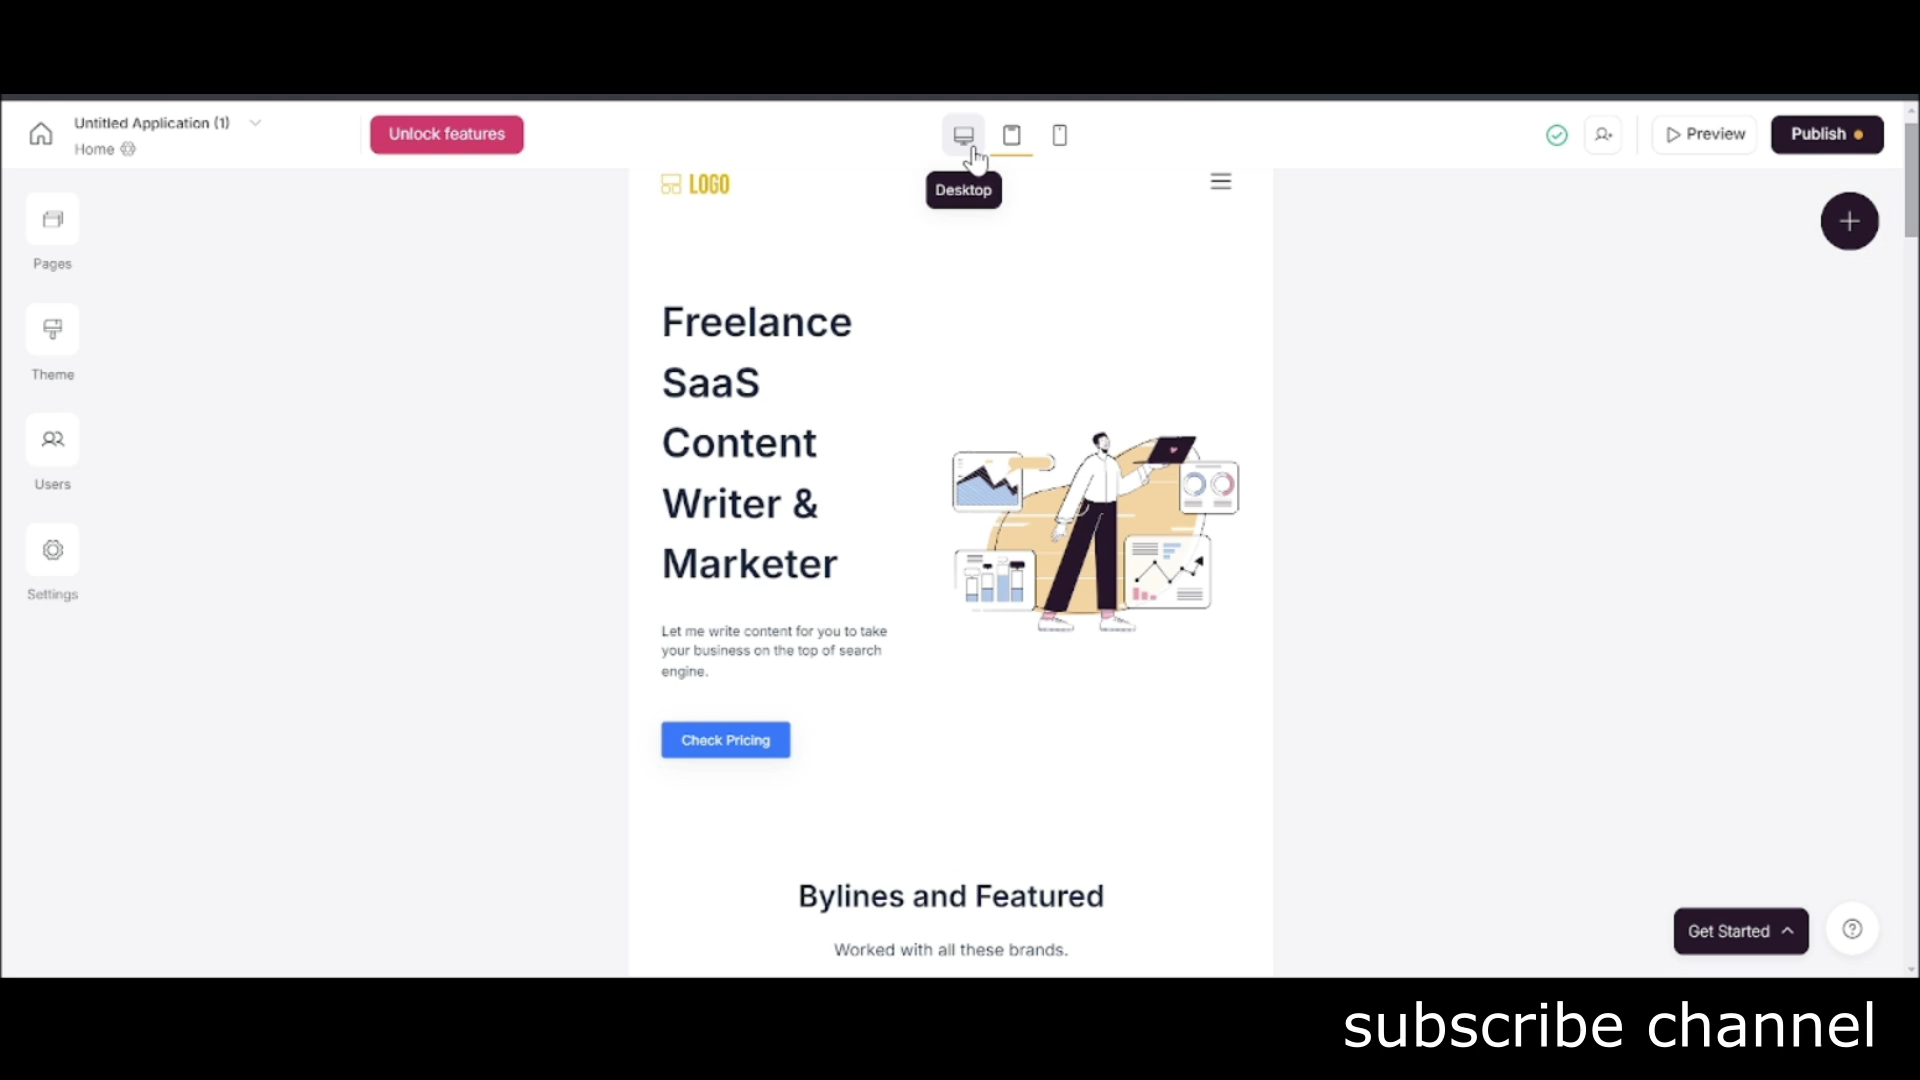 Untitled Application (1)
Home
Unlock features
Preview
Publish
Desktop
LOGO
Pages
Theme
Users
Settings
Freelance
SaaS
Content
Writer &
Marketer
Let me write content for you to take
your business on the top of search
engine.
Check Pricing
Bylines and Featured
Worked with all these brands.
Get Started
subscribe channel